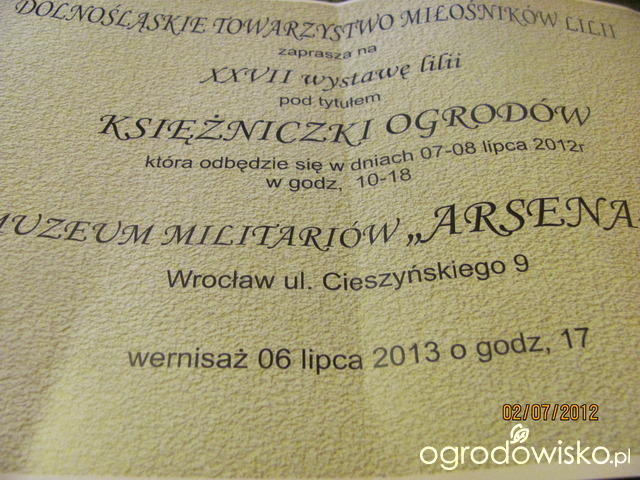 DOLNOŚLĄSKIE TOWARZYSTWO MIŁOŚNIKÓW LILII
zaprasza na
XXVII wystawę lilii
pod tytułem
KSIĘŻNICZKI OGRODÓW
która odbędzie się w dniach 07-08 lipca 2012r
w godz, 10-18
MUZEUM MILITARIÓW „ARSENA
Wrocław ul. Cieszyńskiego 9
wernisaż 06 lipca 2013 o godz, 17
02/07/2012
ogrodowisko.pl